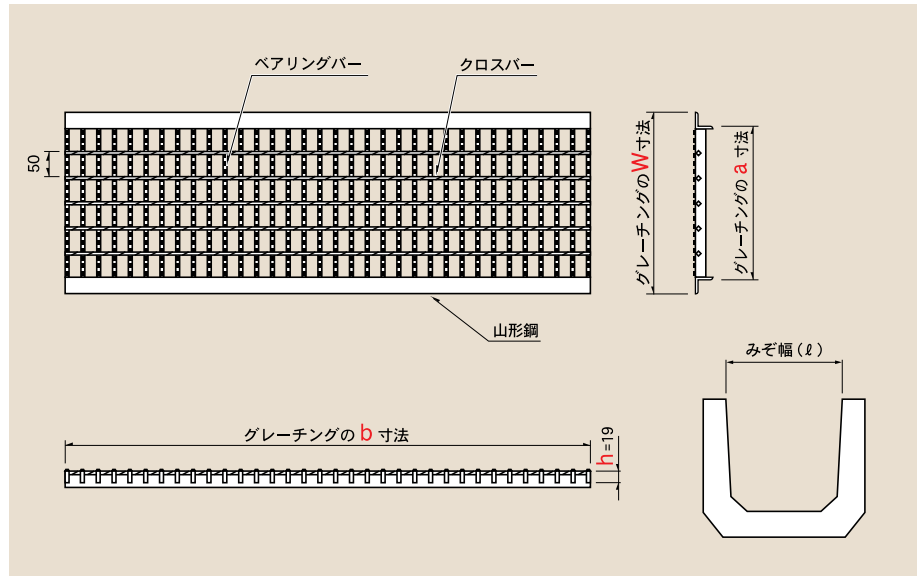 ベアリングバー
クロスバー
50
グレーチングのW寸法
グレーチングのa寸法
山形鋼
みぞ幅(ℓ)
グレーチングのb寸法
h=19